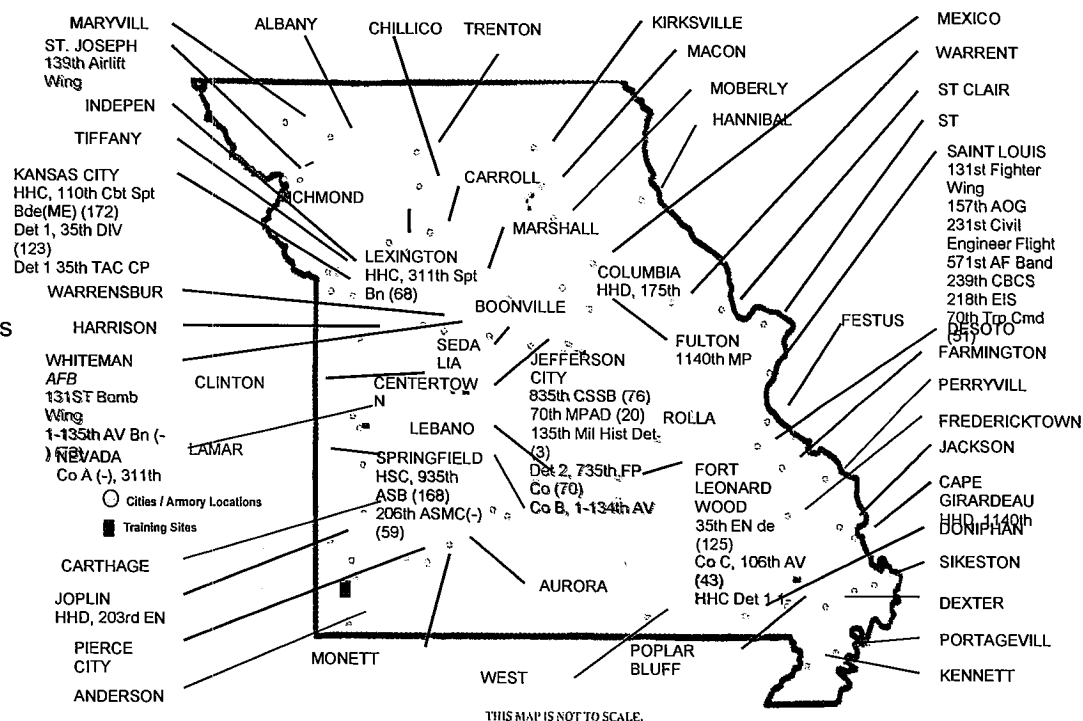 MARYVILL
ALBANY
CHILLICO
TRENTON
KIRKSVILLE
MEXICO
ST. JOSEPH
139th Airlift
Wing
MACON
WARRENT
INDEPEN
MOBERLY
ST CLAIR
TIFFANY
HANNIBAL
ST
KANSAS CITY
HHC, 110th Cbt Spt
Bde(ME) (172)
Det 1, 35th DIV
(123)
Det 1 35th TAC CP
RICHMOND
CARROLL
MARSHALL
SAINT LOUIS
131st Fighter
Wing
157th AOG
231st Civil
Engineer Flight
571st AF Band
239th CBCS
218th EIS
70th Trp Cmd
(51)
LEXINGTON
HHC, 311th Spt
Bn (68)
COLUMBIA
HHD, 175th
WARRENSBUR
BOONVILLE
HARRISON
S
SEDA
LIA
FULTON
1140th MP
FESTUS
DESOTO
WHITEMAN
AFB
131ST Bamb
Wing
1-135th AV Bn (-
)
NEVADA
Co A (-), 311th
CLINTON
CENTERTOW
N
JEFFERSON
CITY
835th CSSB (76)
70th MPAD (20)
135th Mil Hist Det
(3)
Det 2, 735th FP
Co (70)
Co B, 1-134th AV
FARMINGTON
PERRYVILL
ROLLA
FREDERICKTOWN
LEBANO
LAMAR
JACKSON
SPRINGFIELD
HSC, 935th
ASB (168)
206th ASMC(-)
(59)
FORT
LEONARD
WOOD
35th EN de
(125)
Co C, 106th AV
(43)
HHC Det 1 1-
CAPE
GIRARDEAU
HHD, 1140th
DONIPHAN
Cities / Armory Locations
Training Sites
CARTHAGE
AURORA
SIKESTON
JOPLIN
HHD, 203rd EN
DEXTER
PIERCE
CITY
MONETT
WEST
POPLAR
BLUFF
PORTAGEVILL
KENNETT
ANDERSON
THIS MAP IS NOT TO SCALE.